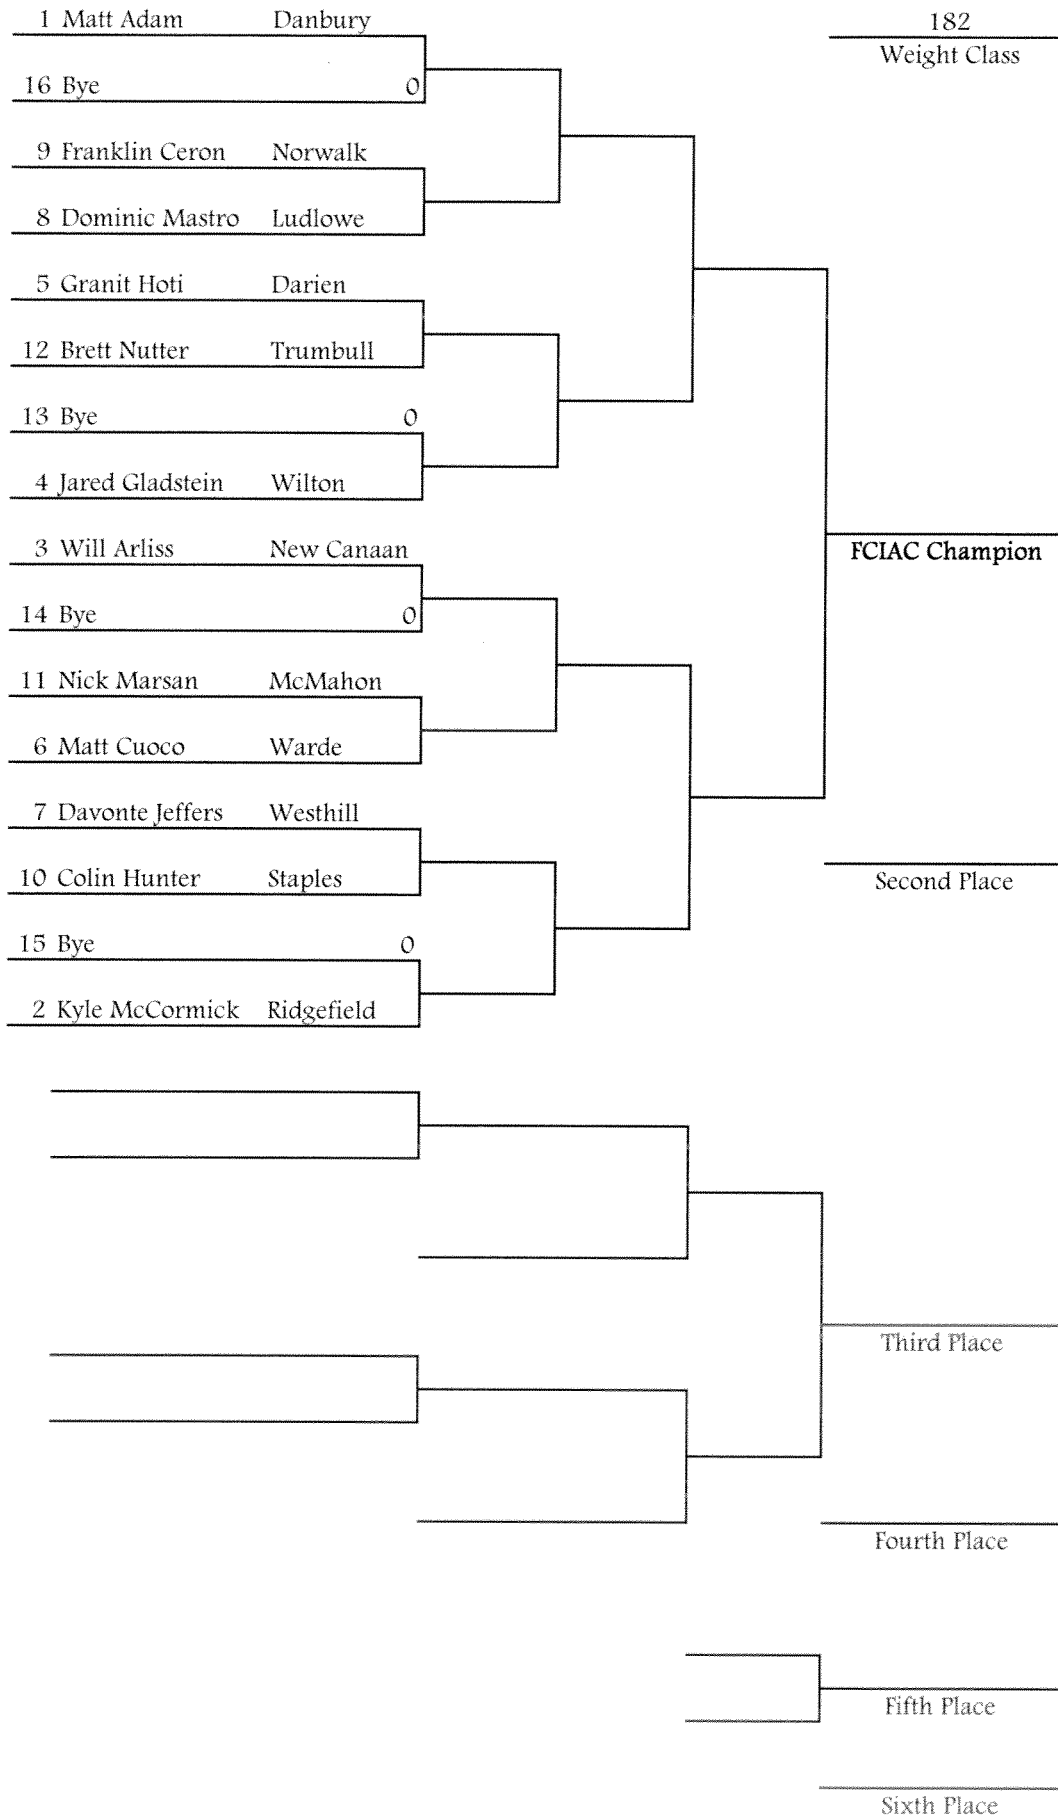 1 Matt Adam Danbury
182
Weight Class
16 Bye 0
9 Franklin Ceron Norwalk
8 Dominic Mastro Ludlowe
5 Granit Hoti Darien
12 Brett Nutter Trumbull
13 Bye 0
4 Jared Gladstein Wilton
3 Will Arliss New Canaan
FCIAC Champion
14 Bye 0
11 Nick Marsan McMahon
6 Matt Cuoco Warde
7 Davonte Jeffers Westhill
10 Colin Hunter Staples
Second Place
15 Bye 0
2 Kyle McCormick Ridgefield
Third Place
Fourth Place
Fifth Place
Sixth Place